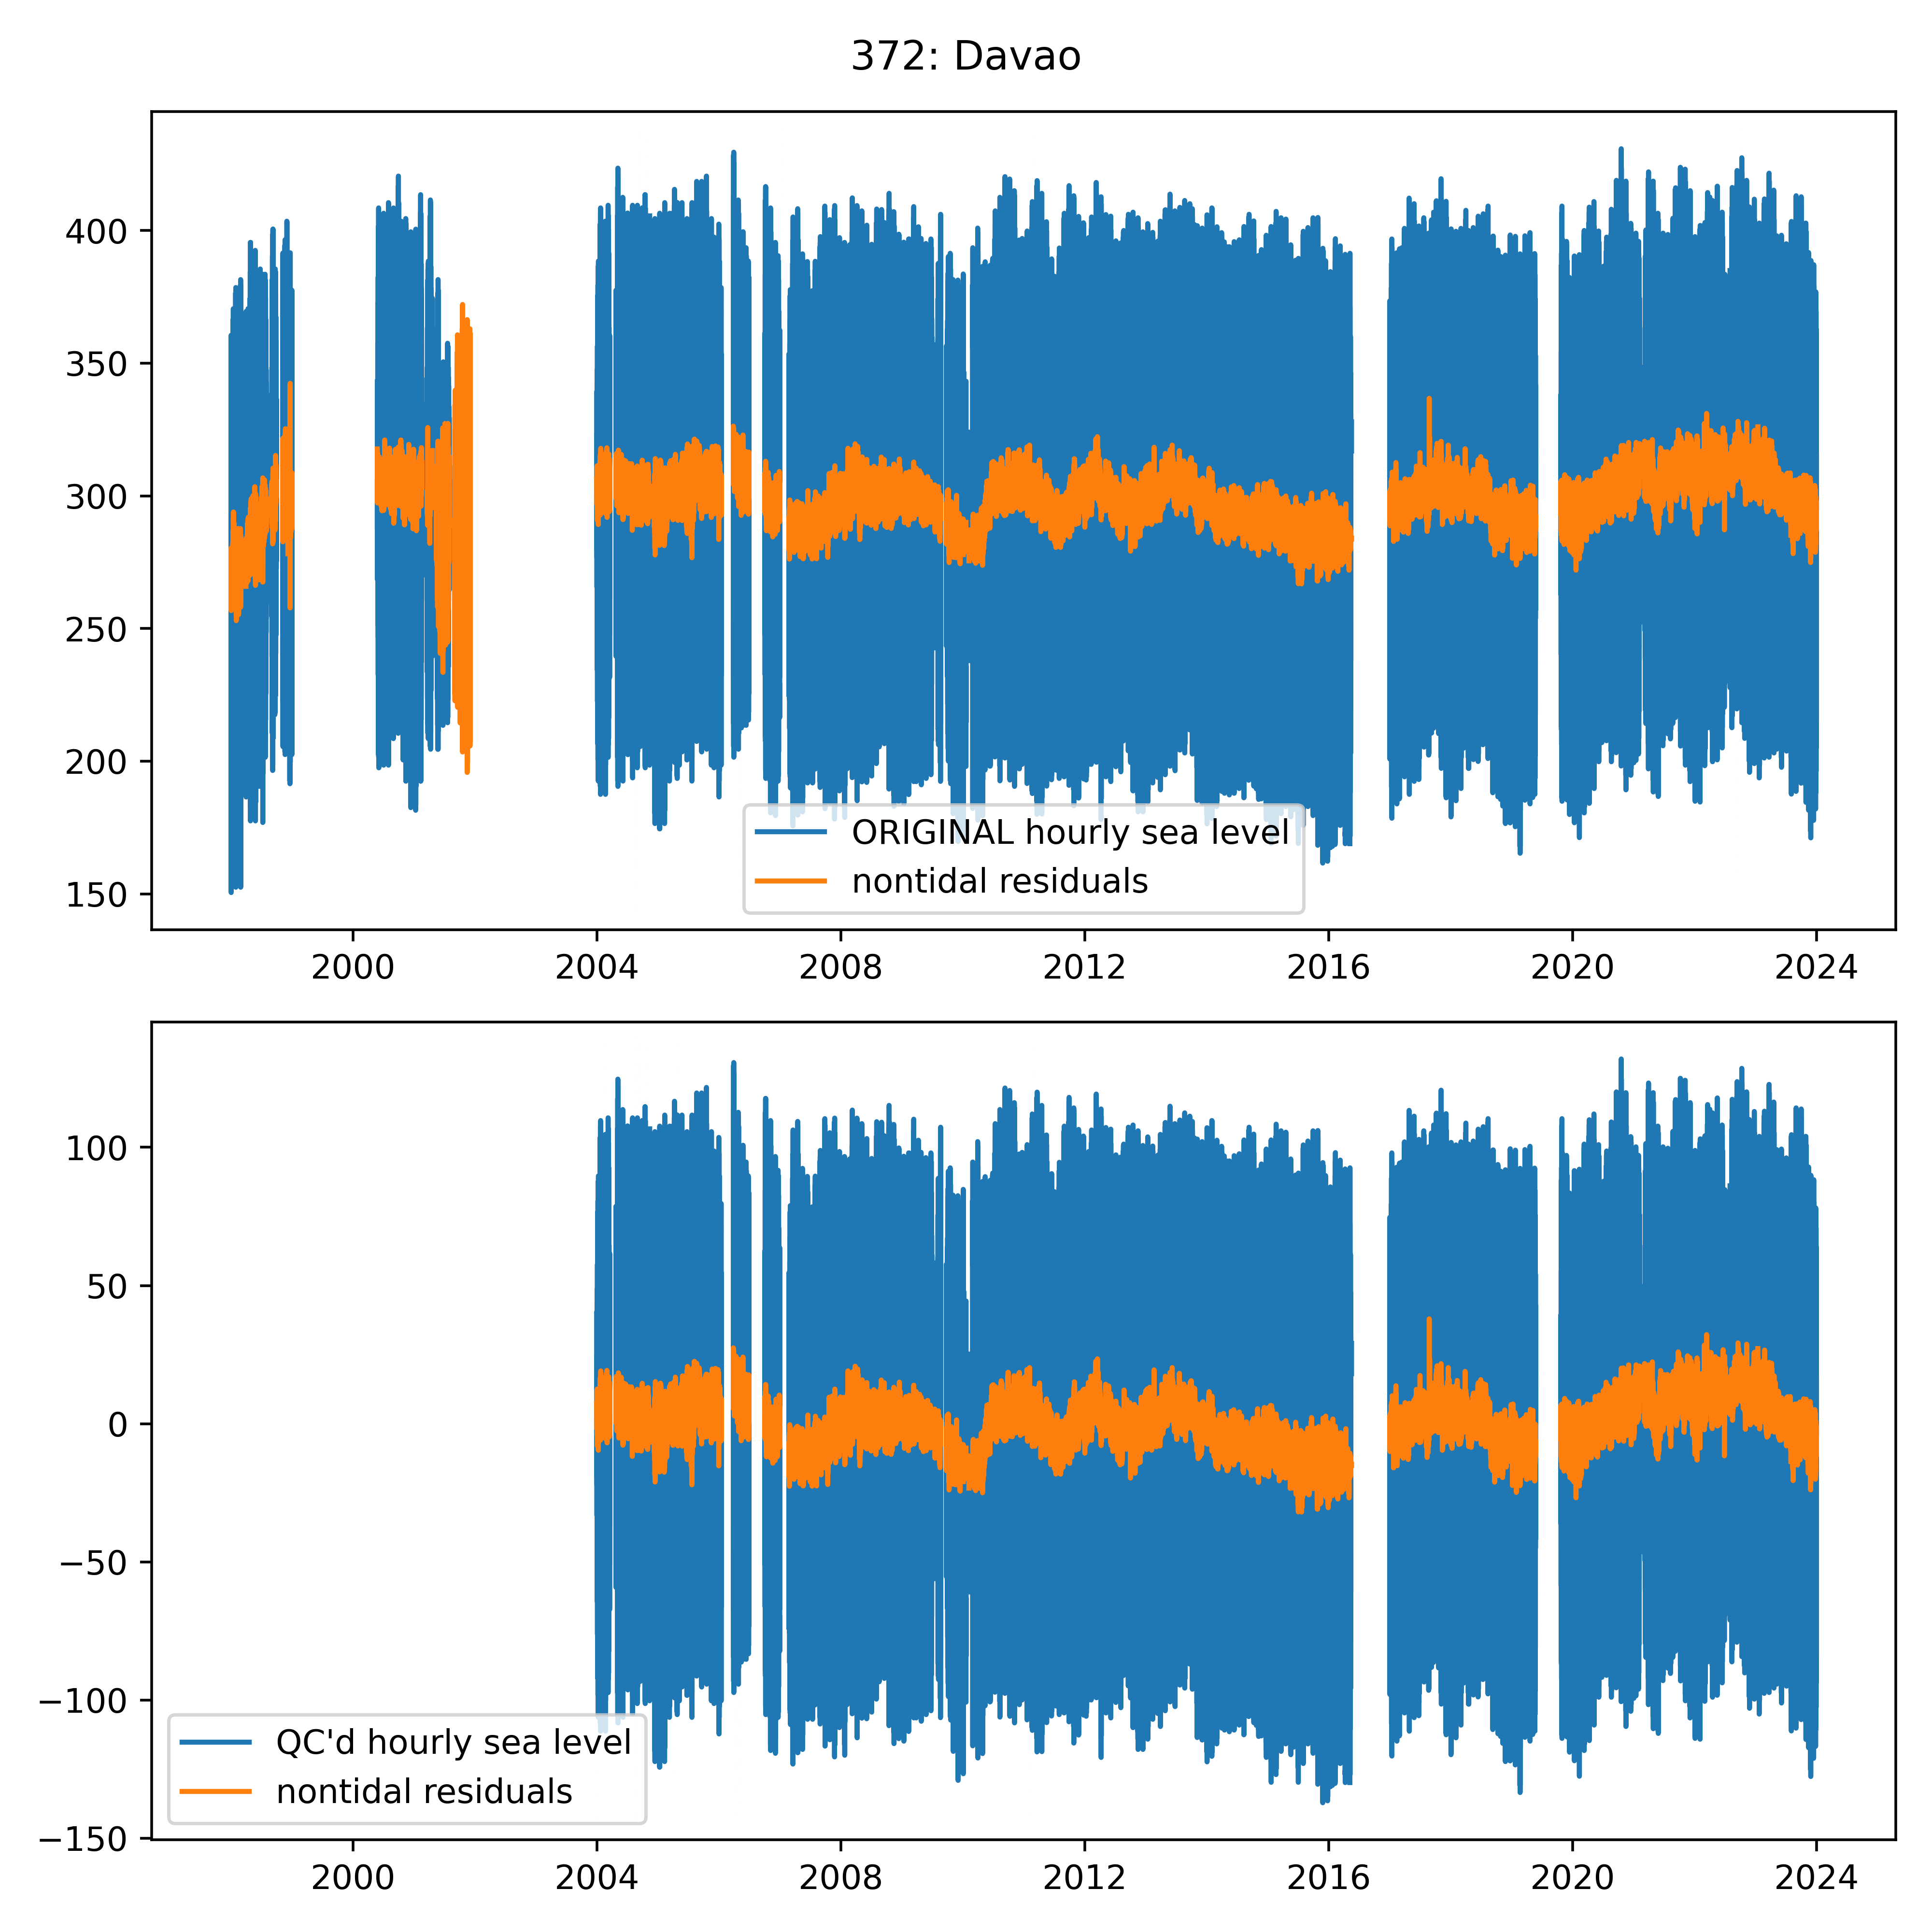 372: Davao
400
350
300
250
200
150
ORIGINAL hourly sea level
nontidal residuals
2000 2004 2008 2012 2016 2020 2024
100
50
0
−50
−100
−150
QC'd hourly sea level
nontidal residuals
2000 2004 2008 2012 2016 2020 2024